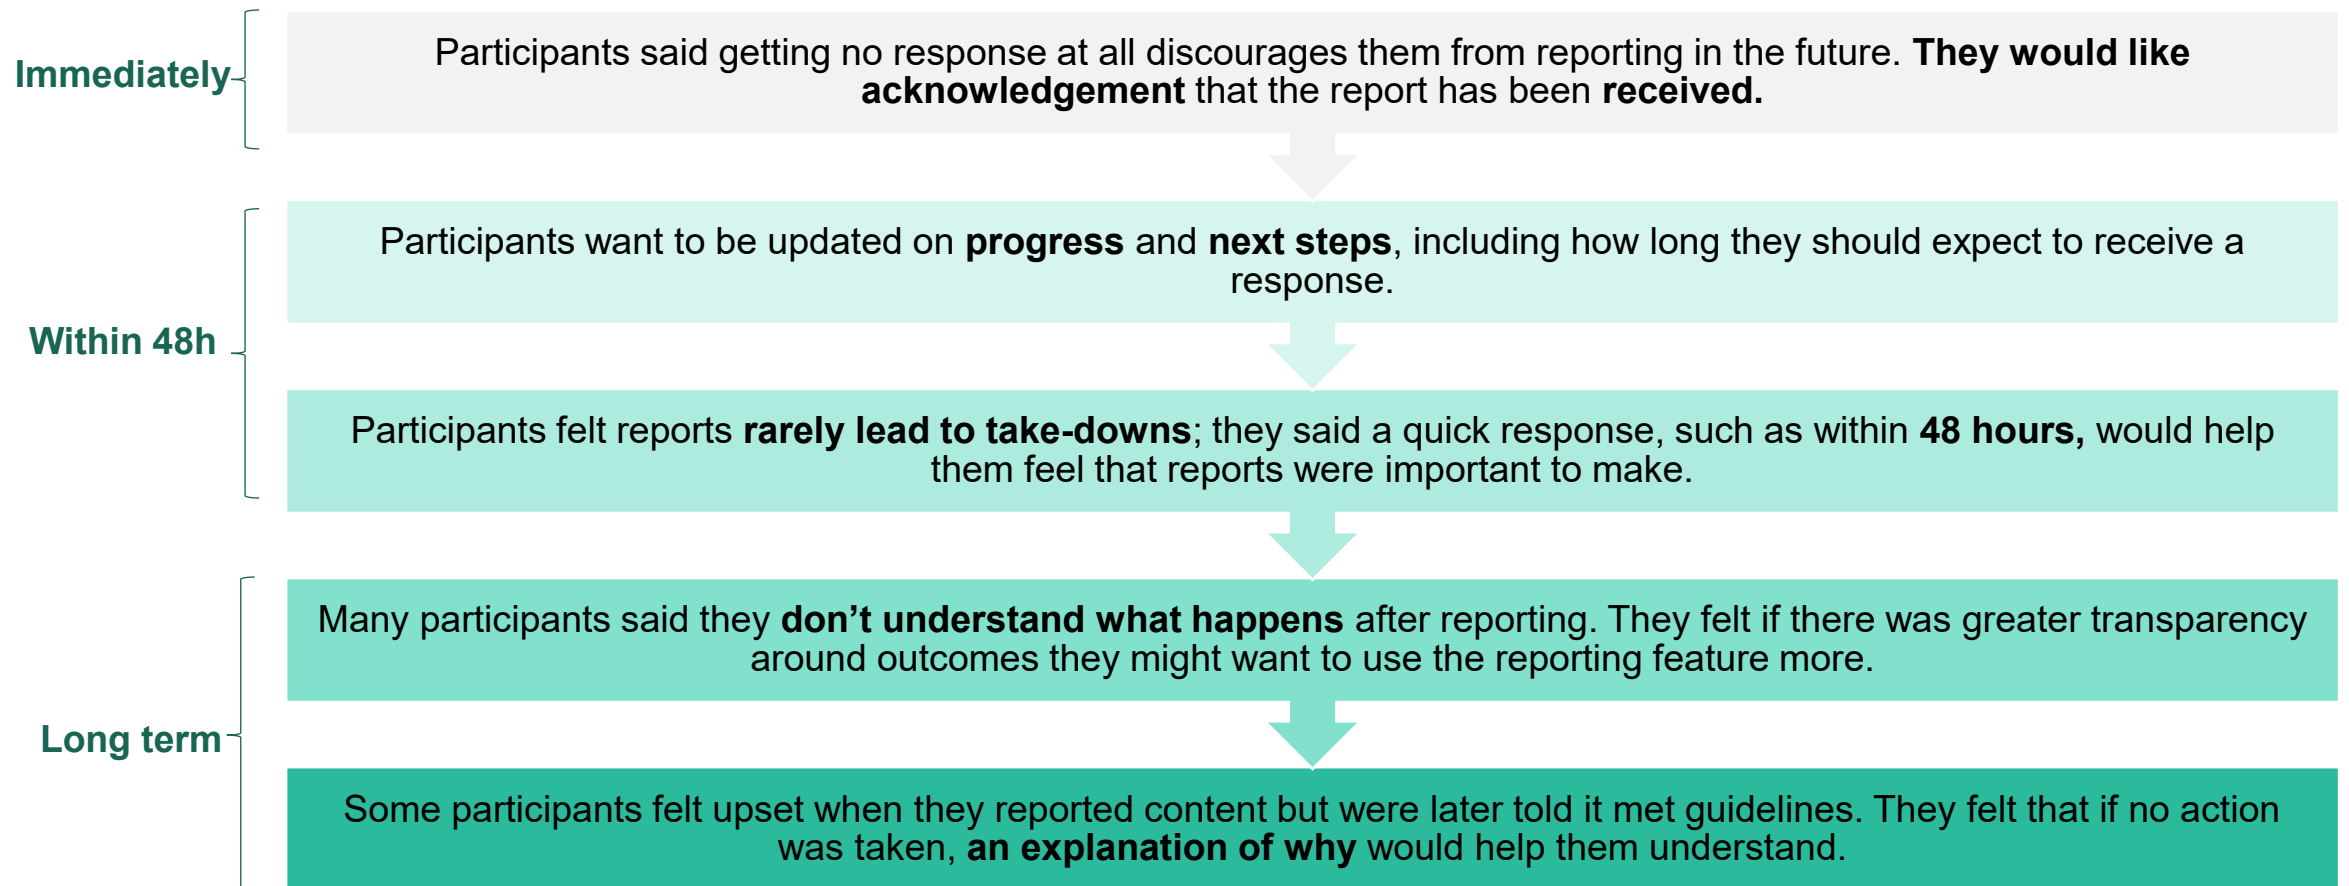 Immediately
Participants said getting no response at all discourages them from reporting in the future. They would like
acknowledgement that the report has been received.
Within 48h
Participants want to be updated on progress and next steps, including how long they should expect to receive a
response.
Participants felt reports rarely lead to take-downs; they said a quick response, such as within 48 hours, would help
them feel that reports were important to make.
Long term
Many participants said they don’t understand what happens after reporting. They felt if there was greater transparency
around outcomes they might want to use the reporting feature more.
Some participants felt upset when they reported content but were later told it met guidelines. They felt that if no action
was taken, an explanation of why would help them understand.